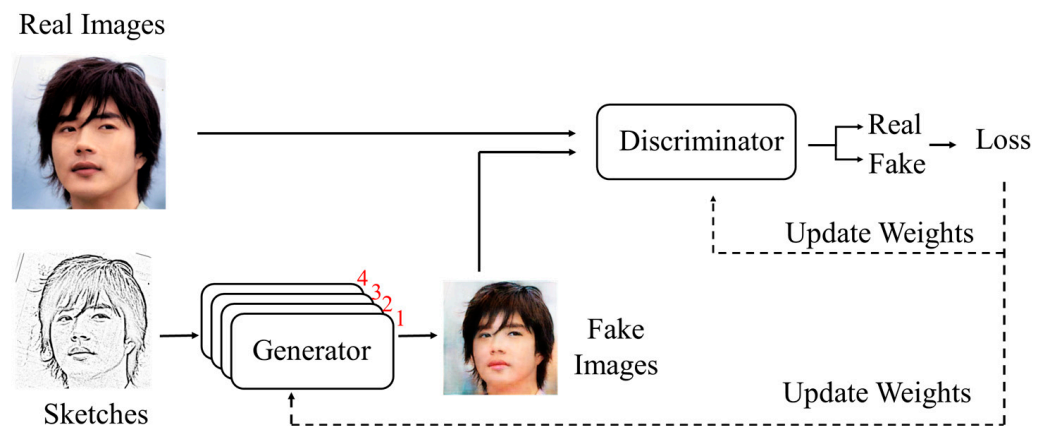 Real Images
Discriminator
Real
Fake
Loss
Update Weights
4
3
2
1
Generator
Fake
Images
Sketches
Update Weights